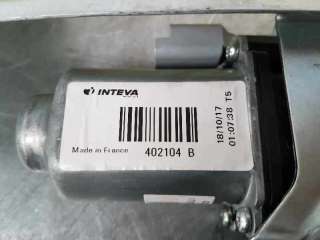 INTEVA
Made in France
402104 B
18/10/17
01:07:38 T5